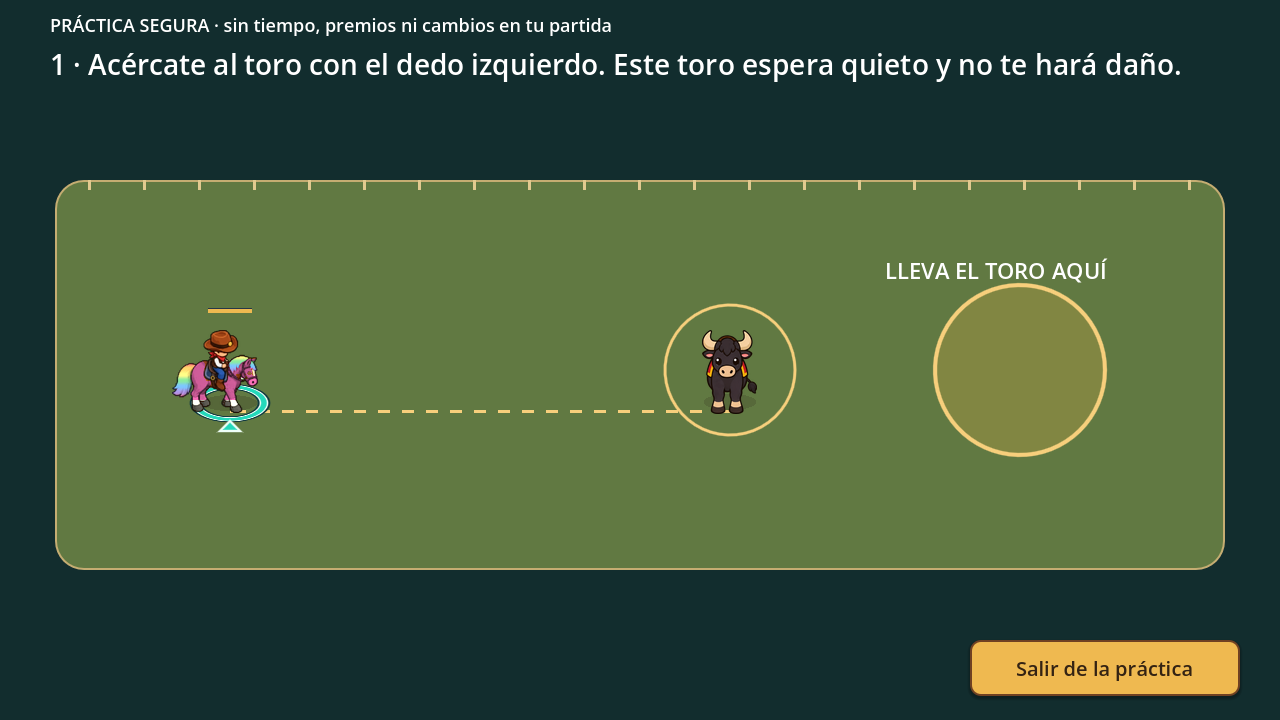 PRÁCTICA SEGURA · sin tiempo, premios ni cambios en tu partida
1 · Acércate al toro con el dedo izquierdo. Este toro espera quieto y no te hará daño.
LLEVA EL TORO AQUÍ
Salir de la práctica